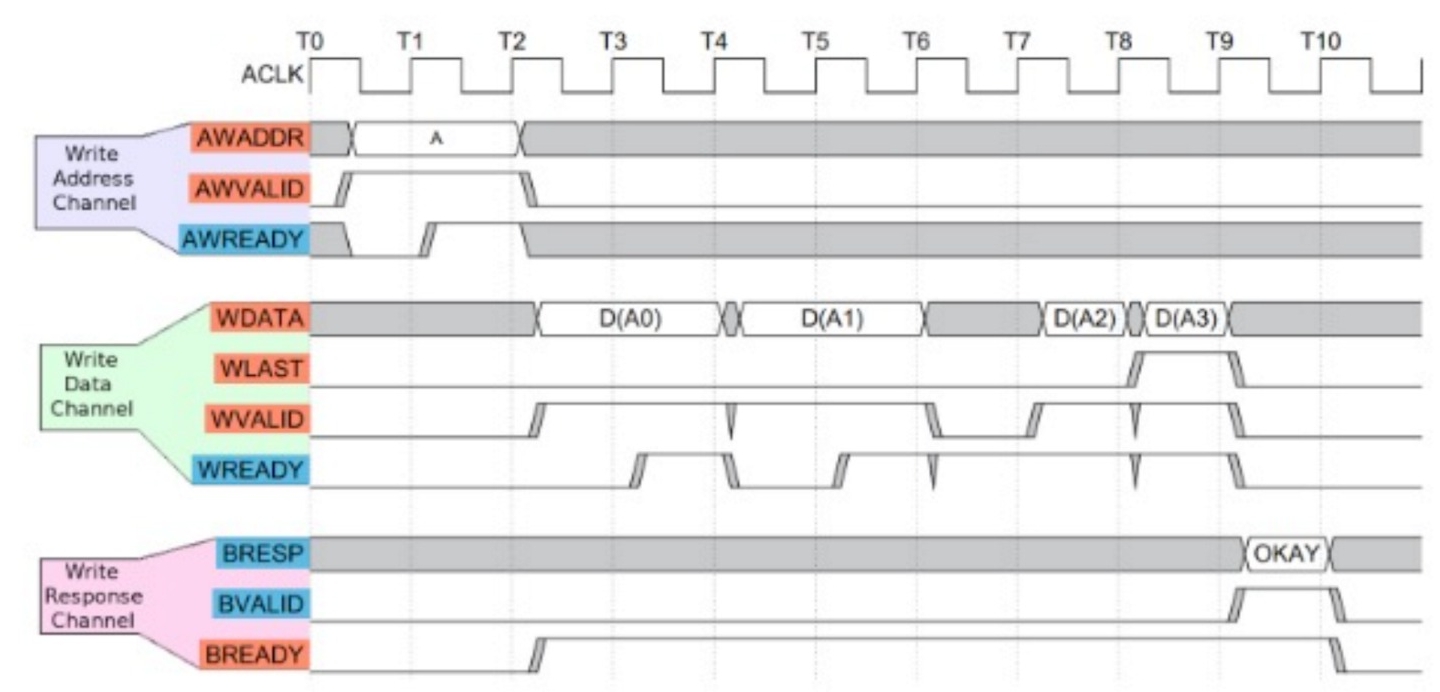 T0 T1 T2 T3 T4 T5 T6 T7 T8 T9 T10
ACLK
Write
Address
Channel
AWADDR
A
AWVALID
AWREADY
Write
Data
Channel
WDATA
D(A0) D(A1) D(A2) D(A3)
WLAST
WVALID
WREADY
Write
Response
Channel
BRESP
OKAY
BVALID
BREADY